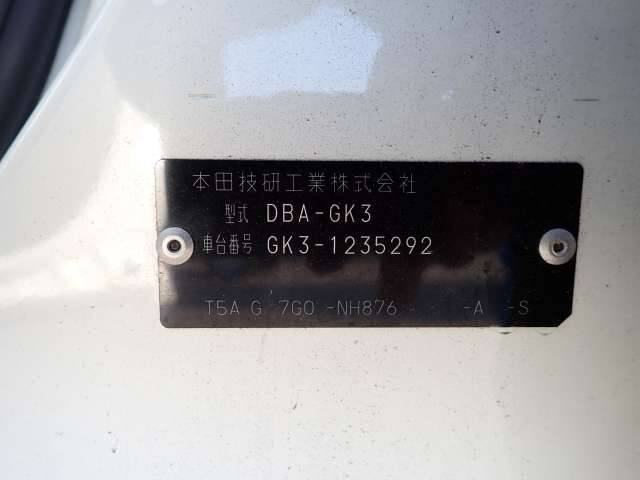 本田技研工業株式会社
型式 DBA-GK3
車台番号 GK3-1235292
T5A G 7G0 -NH876 -A -S